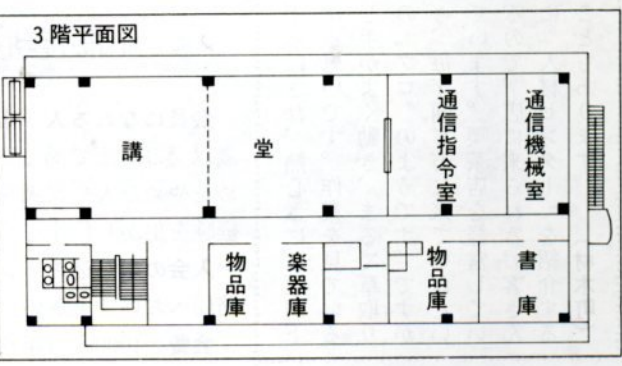 3階平面図
講堂
通信指令室
通信機械室
物品庫
楽器庫
物品庫
書庫